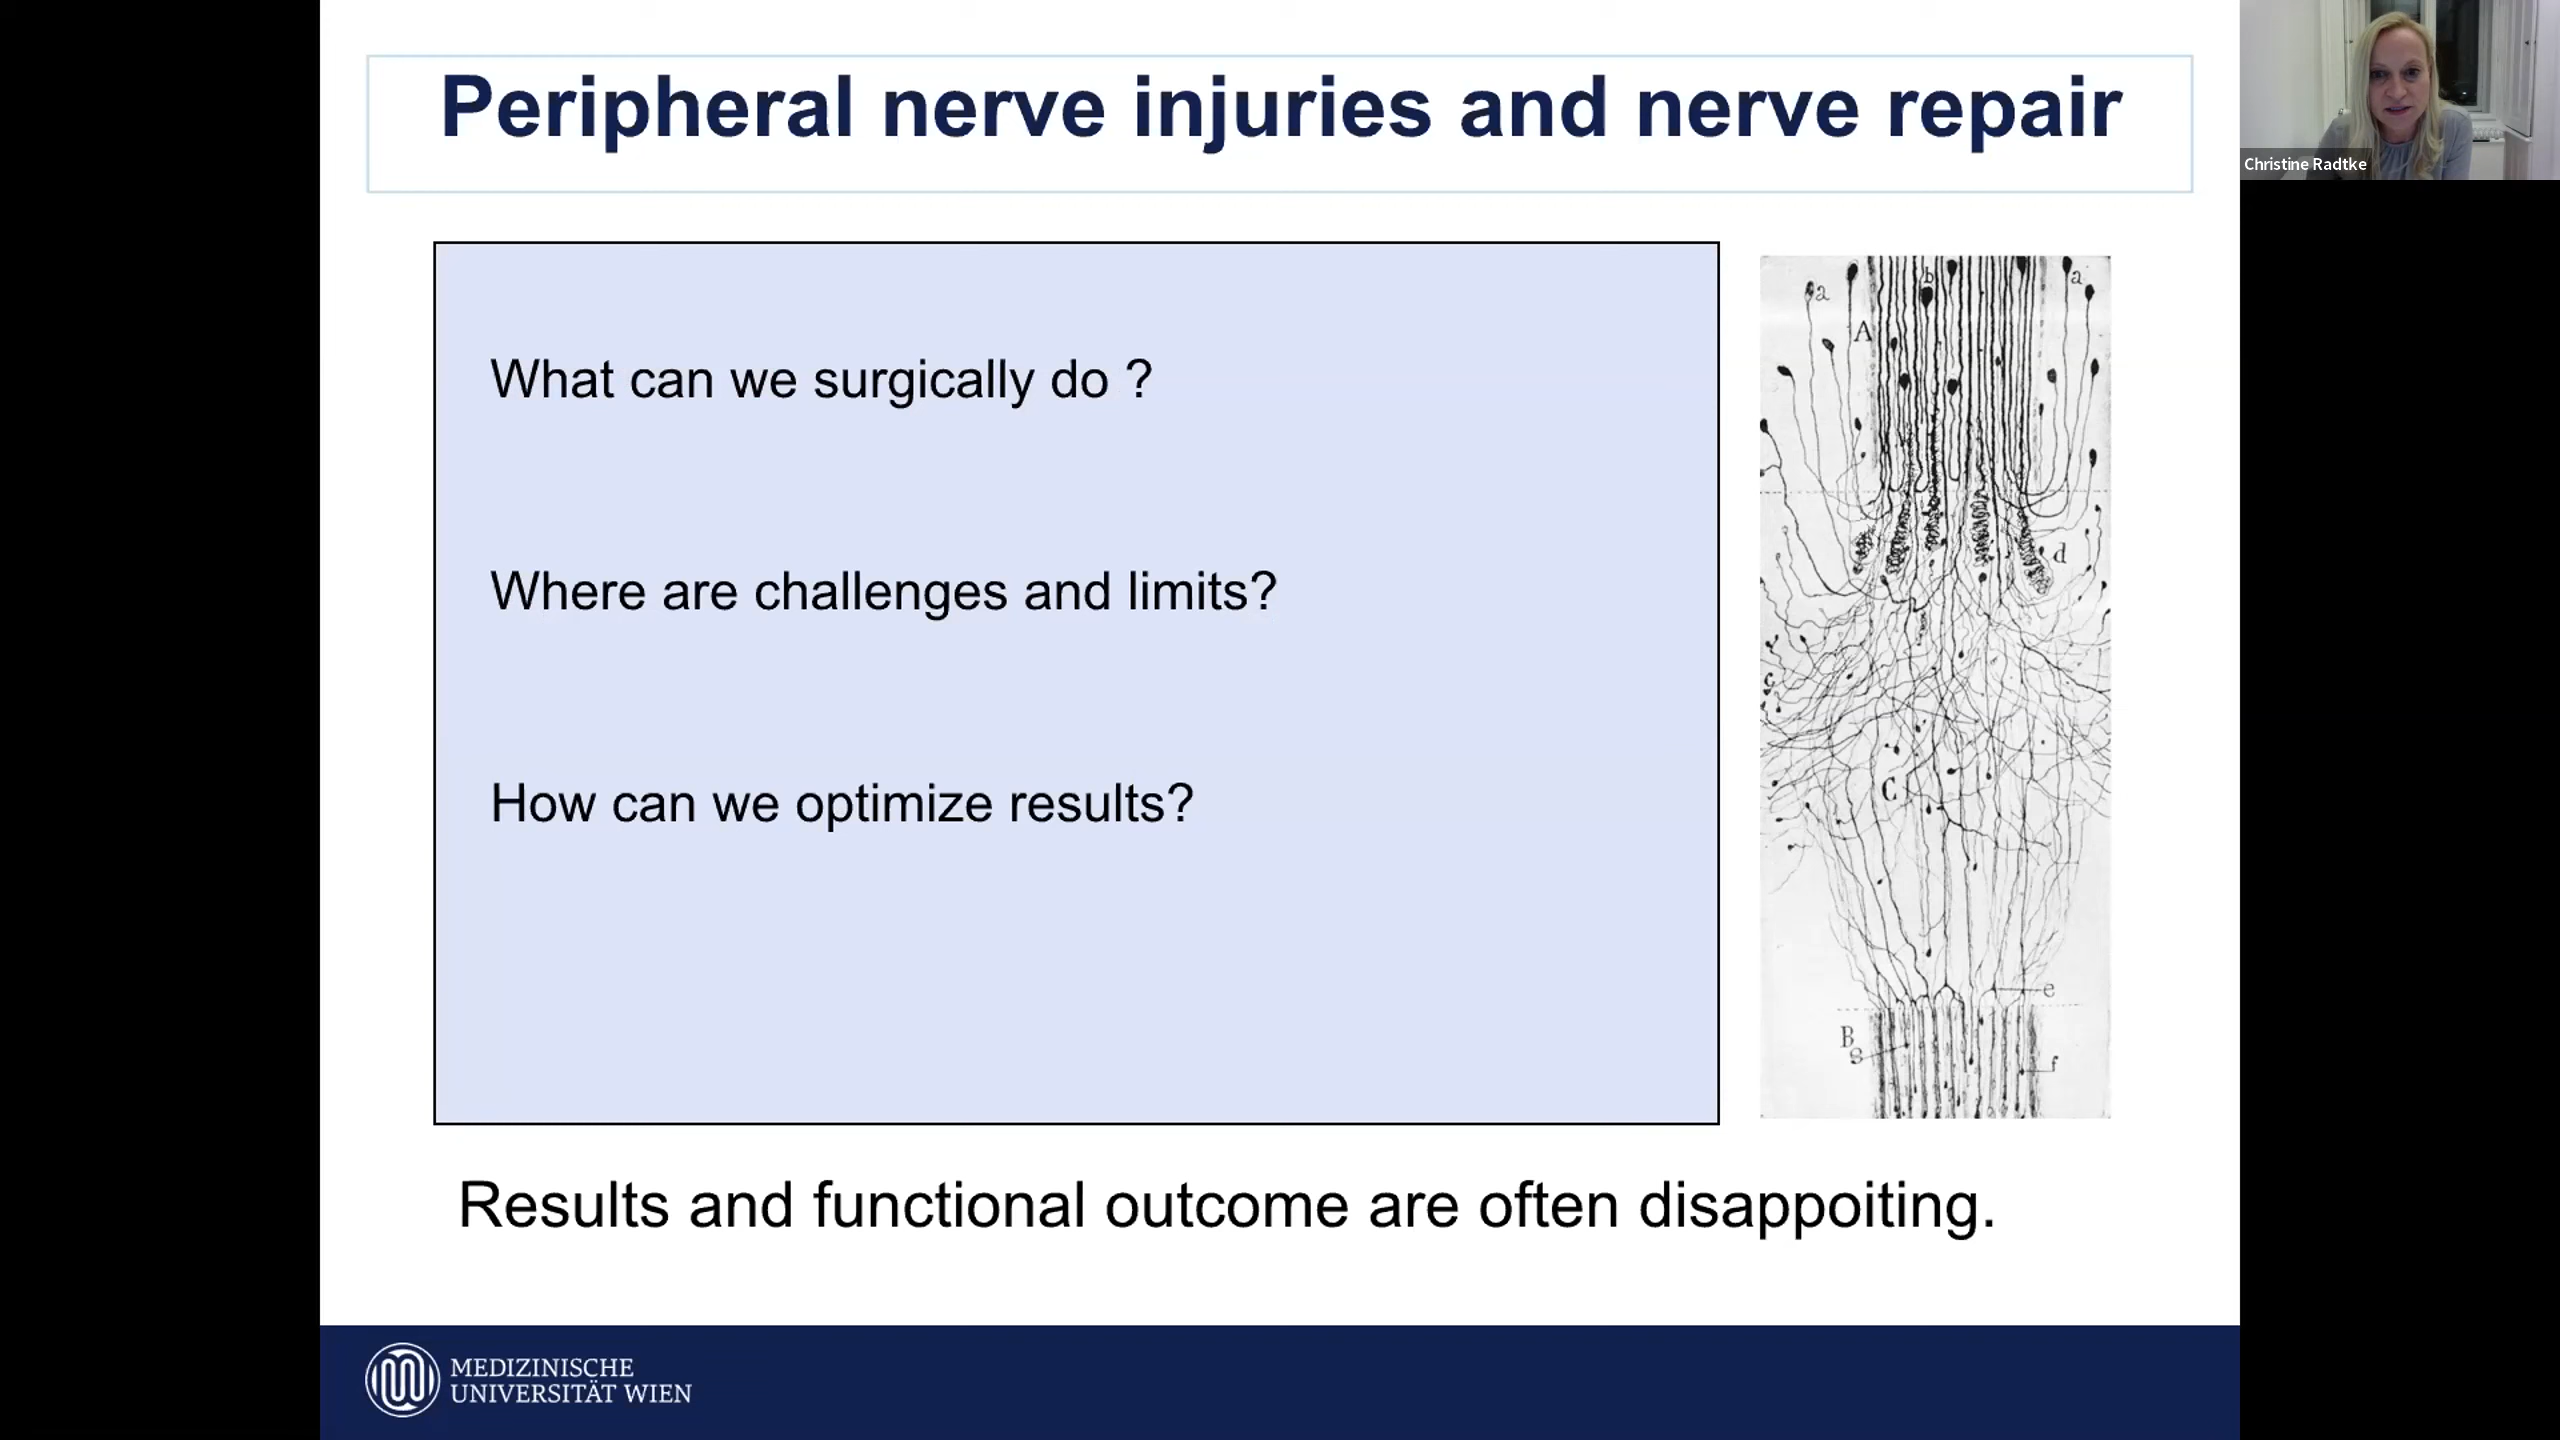 Peripheral nerve injuries and nerve repair
Christine Radtke
What can we surgically do ?
Where are challenges and limits?
How can we optimize results?
a
b
a
A
d
c
C
e
B
g
f
Results and functional outcome are often disappoiting.
MEDIZINISCHE
UNIVERSITÄT WIEN